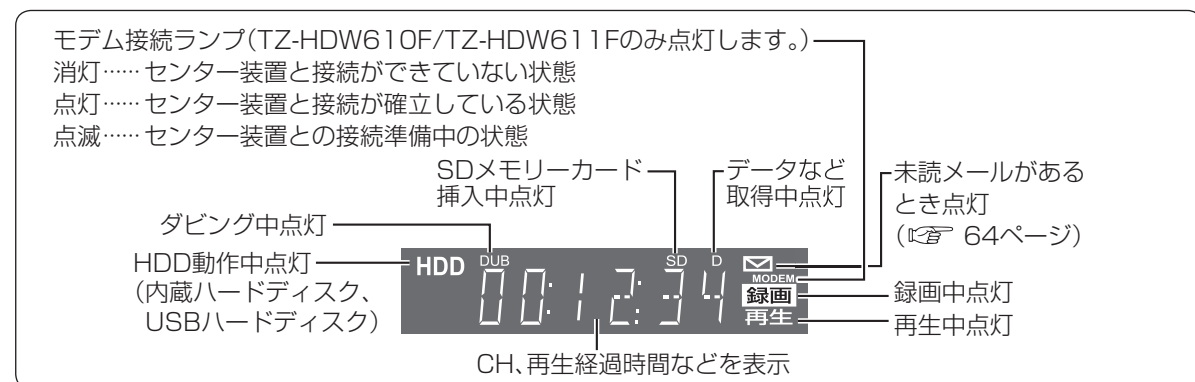 モデム接続ランプ(TZ-HDW610F/TZ-HDW611Fのみ点灯します。)
消灯…… センター装置と接続ができていない状態
点灯…… センター装置と接続が確立している状態
点滅…… センター装置との接続準備中の状態
SDメモリーカード
挿入中点灯
データなど
取得中点灯
未読メールがある
とき点灯
(☞ 64ページ)
ダビング中点灯
HDD動作中点灯
(内蔵ハードディスク、
USBハードディスク)
HDD
DUB
SD
D
00:12:34
MODEM
録画
再生
録画中点灯
再生中点灯
CH、再生経過時間などを表示